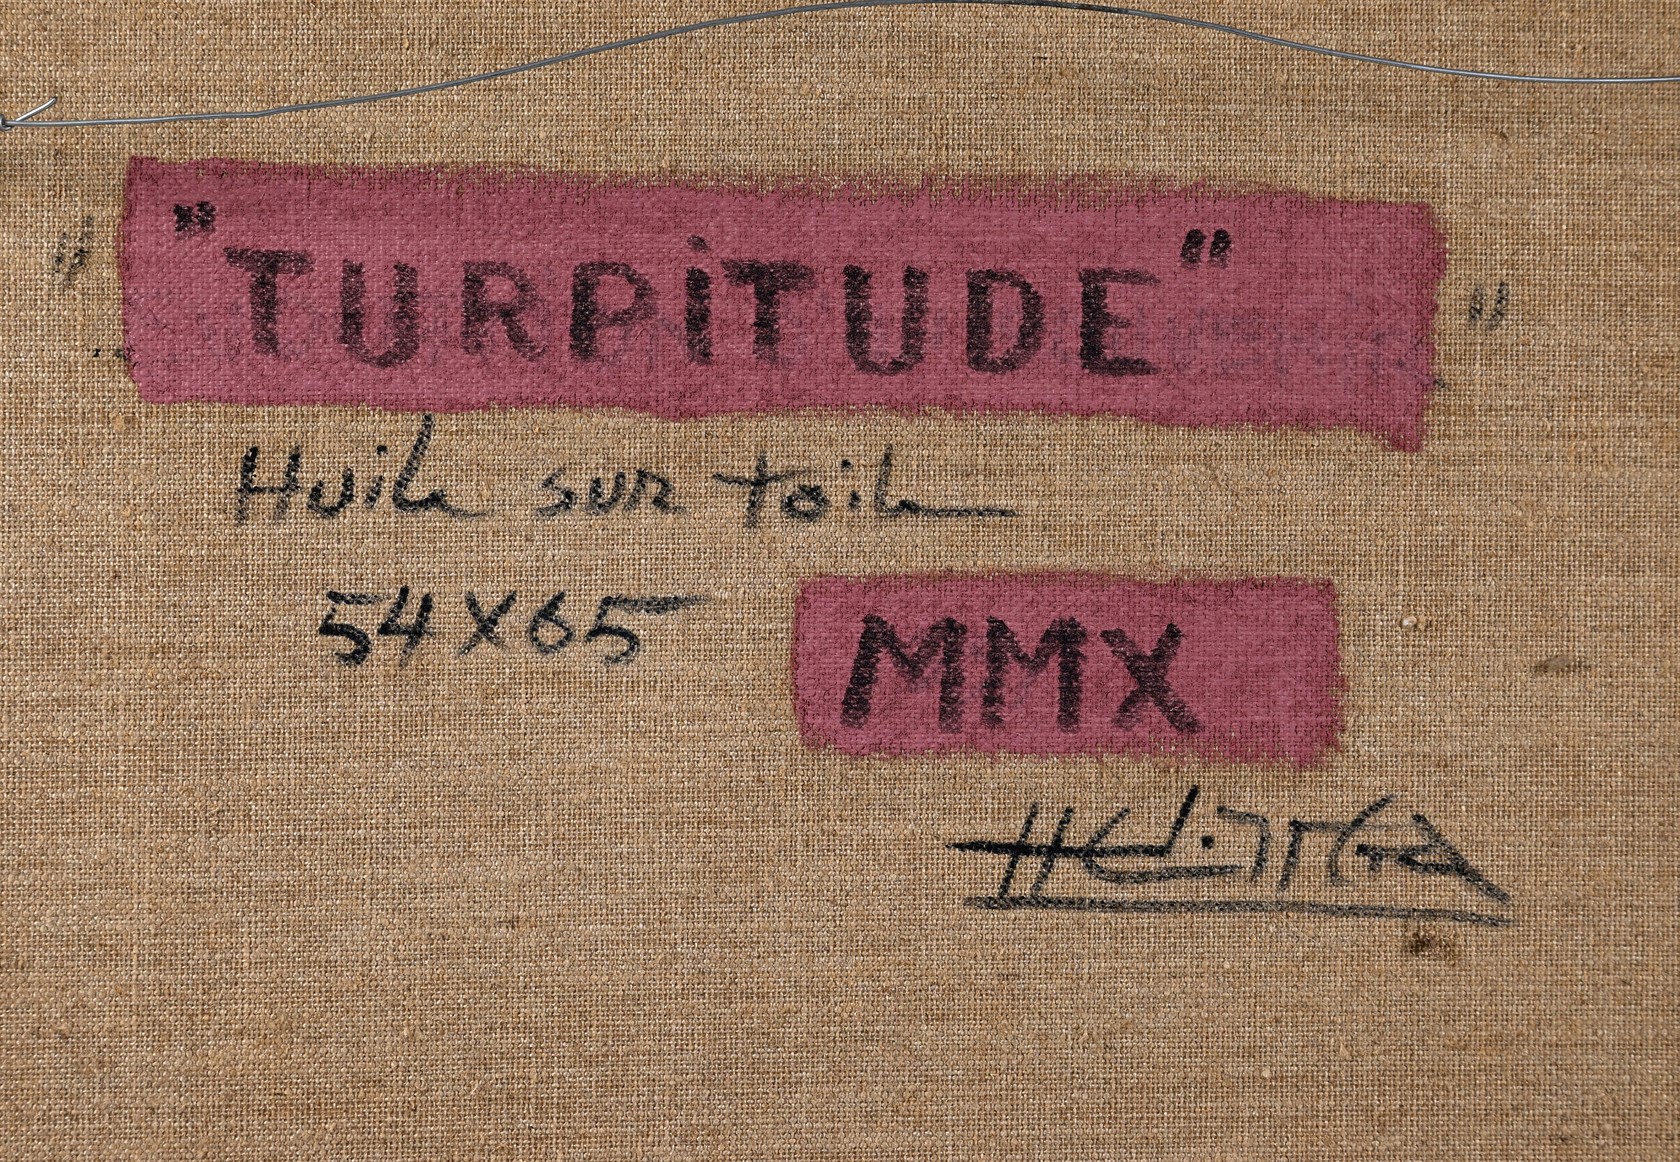 "TURPiTUDE"
Huile sur toile
54X65
MMX